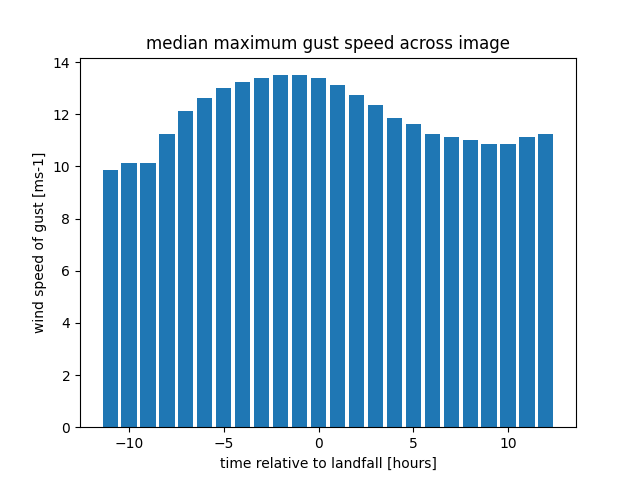 median maximum gust speed across image
wind speed of gust [ms-1]
14
12
10
8
6
4
2
0
−10 −5 0 5 10
time relative to landfall [hours]